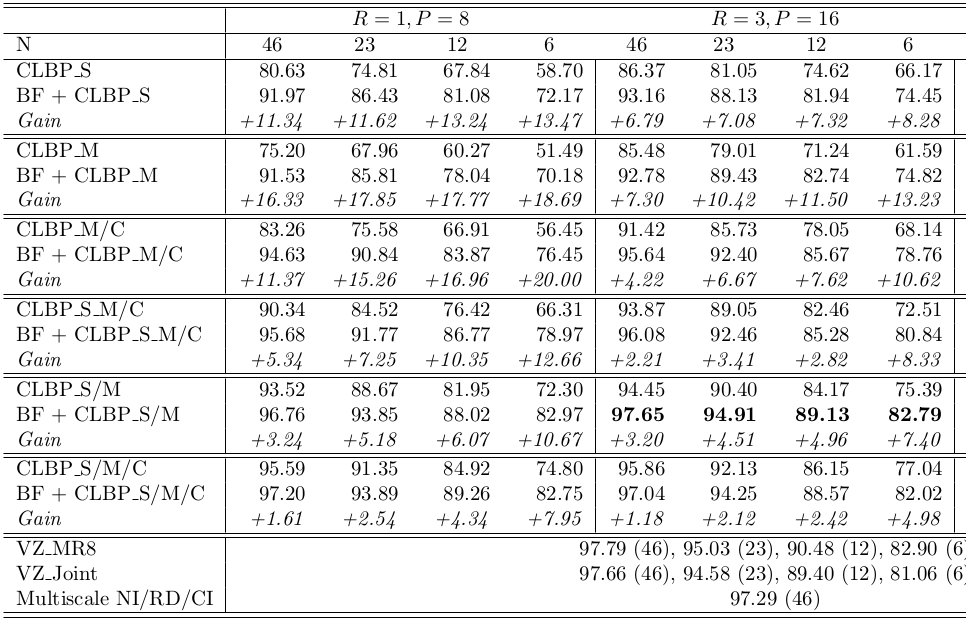 R = 1, P = 8 R = 3, P = 16
N 46 23 12 6 46 23 12 6
CLBP_S 80.63 74.81 67.84 58.70 86.37 81.05 74.62 66.17
BF + CLBP_S 91.97 86.43 81.08 72.17 93.16 88.13 81.94 74.45
Gain +11.34 +11.62 +13.24 +13.47 +6.79 +7.08 +7.32 +8.28
CLBP_M 75.20 67.96 60.27 51.49 85.48 79.01 71.24 61.59
BF + CLBP_M 91.53 85.81 78.04 70.18 92.78 89.43 82.74 74.82
Gain +16.33 +17.85 +17.77 +18.69 +7.30 +10.42 +11.50 +13.23
CLBP_M/C 83.26 75.58 66.91 56.45 91.42 85.73 78.05 68.14
BF + CLBP_M/C 94.63 90.84 83.87 76.45 95.64 92.40 85.67 78.76
Gain +11.37 +15.26 +16.96 +20.00 +4.22 +6.67 +7.62 +10.62
CLBP_S_M/C 90.34 84.52 76.42 66.31 93.87 89.05 82.46 72.51
BF + CLBP_S_M/C 95.68 91.77 86.77 78.97 96.08 92.46 85.28 80.84
Gain +5.34 +7.25 +10.35 +12.66 +2.21 +3.41 +2.82 +8.33
CLBP_S/M 93.52 88.67 81.95 72.30 94.45 90.40 84.17 75.39
BF + CLBP_S/M 96.76 93.85 88.02 82.97 97.65 94.91 89.13 82.79
Gain +3.24 +5.18 +6.07 +10.67 +3.20 +4.51 +4.96 +7.40
CLBP_S/M/C 95.59 91.35 84.92 74.80 95.86 92.13 86.15 77.04
BF + CLBP_S/M/C 97.20 93.89 89.26 82.75 97.04 94.25 88.57 82.02
Gain +1.61 +2.54 +4.34 +7.95 +1.18 +2.12 +2.42 +4.98
VZ_MR8 97.79 (46), 95.03 (23), 90.48 (12), 82.90 (6)
VZ_Joint 97.66 (46), 94.58 (23), 89.40 (12), 81.06 (6)
Multiscale NI/RD/CI 97.29 (46)